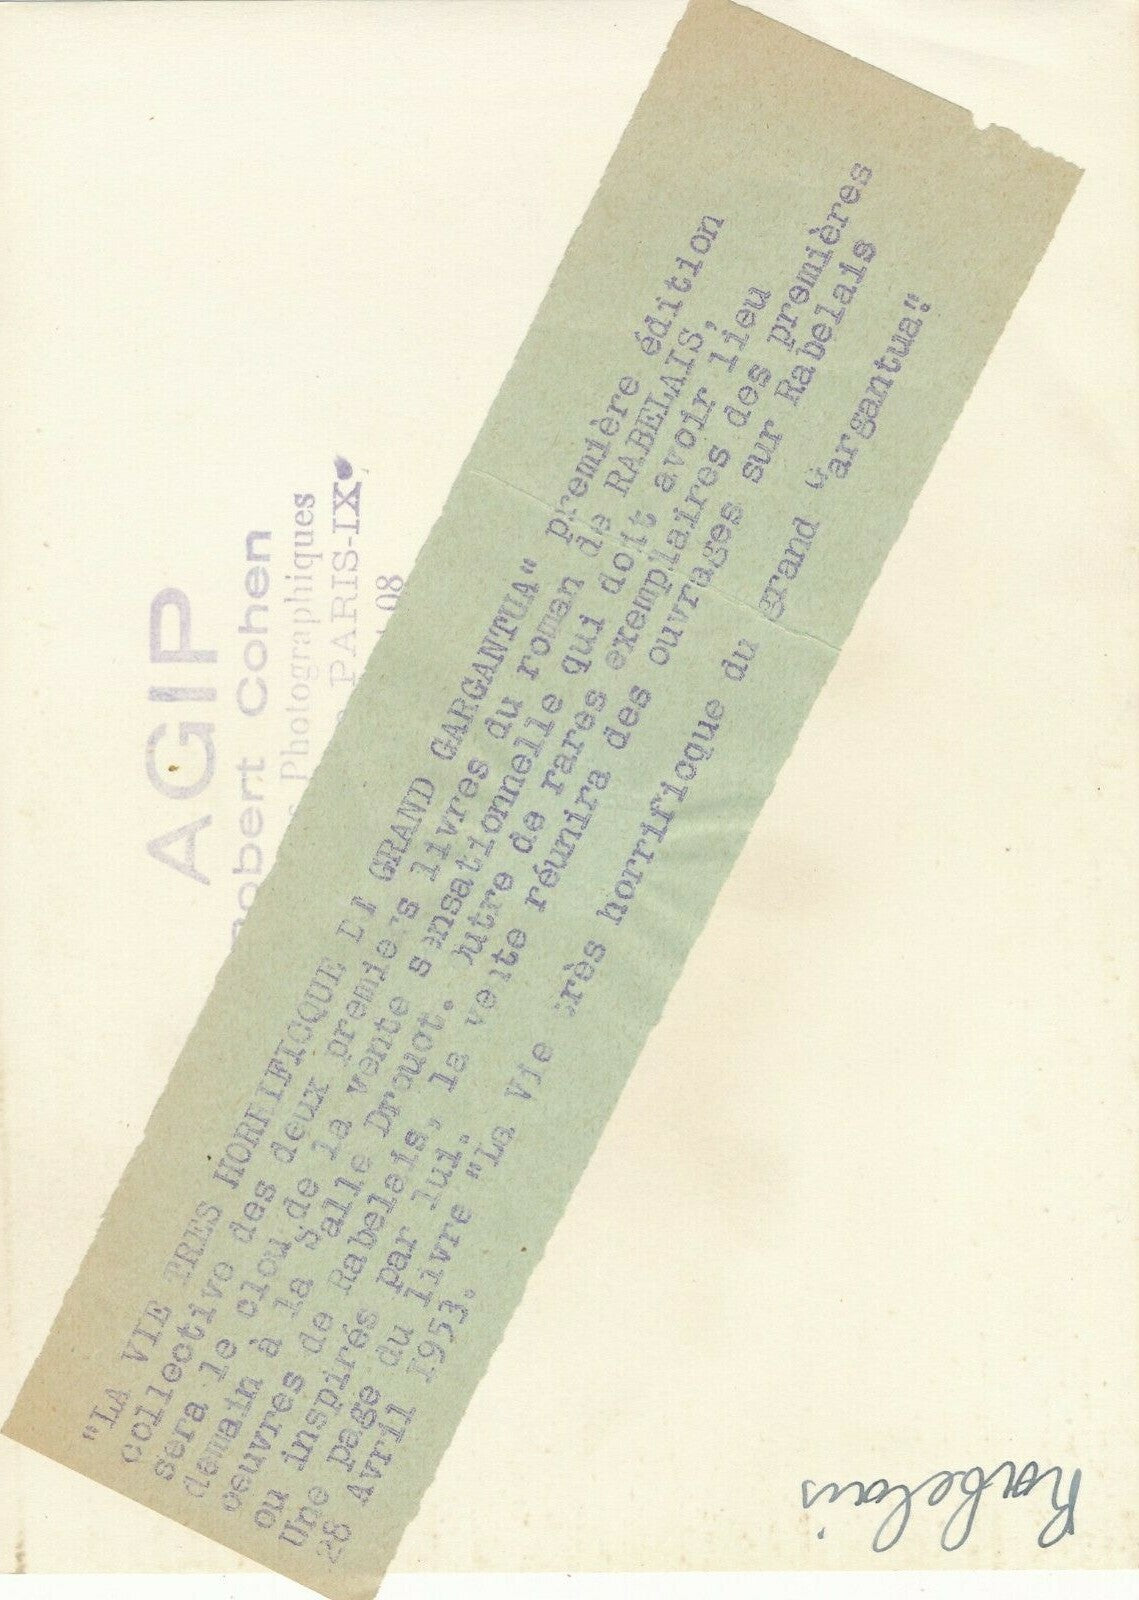 AGIP
Robert Cohen
Photographiques
PARIS-IX
08
"LA VIE TRES HORRIFICQUE DU GRAND GARGANTUA" première édition
collective des deux premiers livres du roman de RABELAIS,
sera le clou de la vente sensationnelle qui doit avoir lieu
demain à la Salle Drouot. Outre de rares exemplaires des premières
oeuvres de Rabelais, la vente réunira des ouvrages sur Rabelais
ou inspirés par lui.
Une page du livre "La Vie très horrificque du grand Gargantua".
28 Avril 1953.
Rabelais